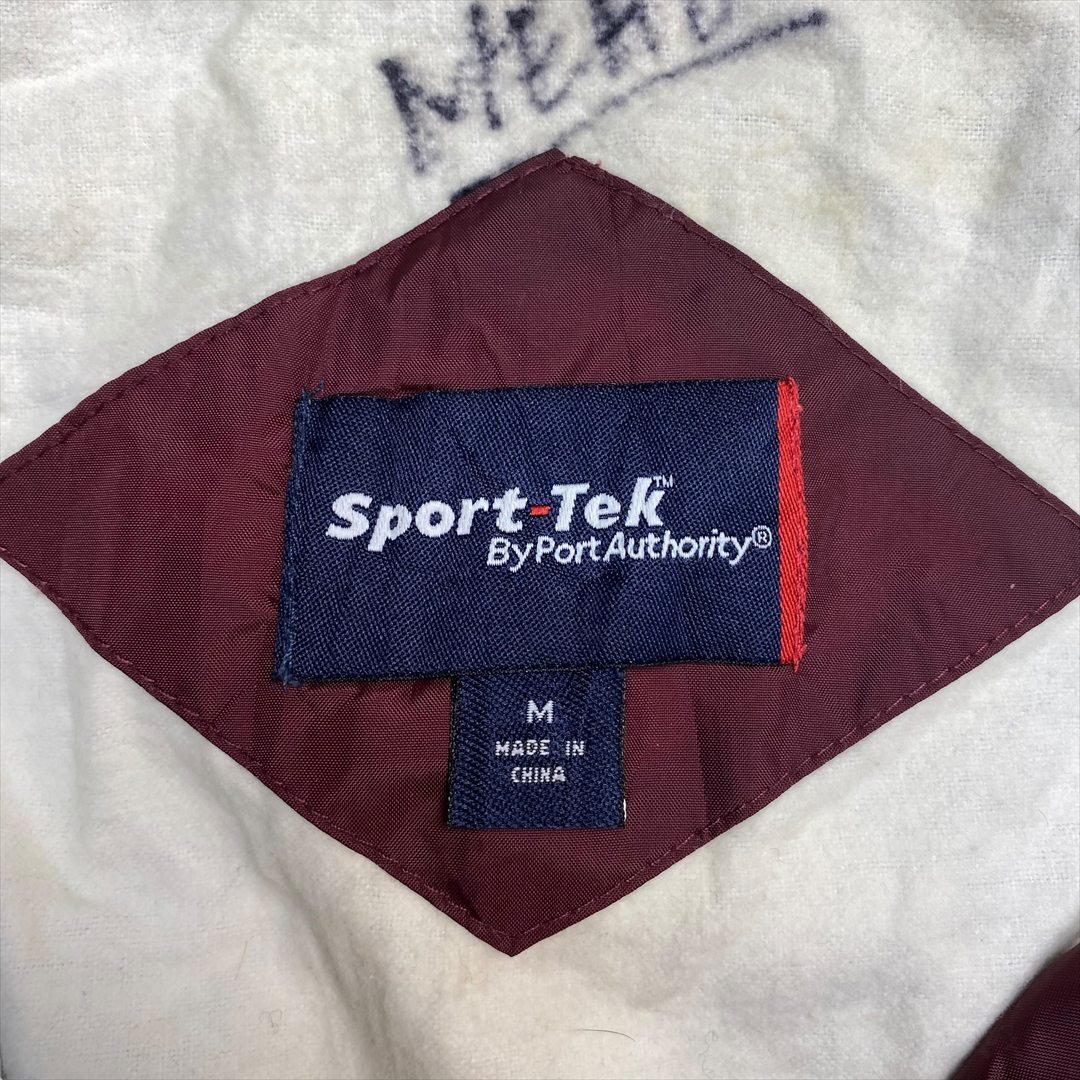 Sport-Tek™
By Port Authority®
M
MADE IN
CHINA